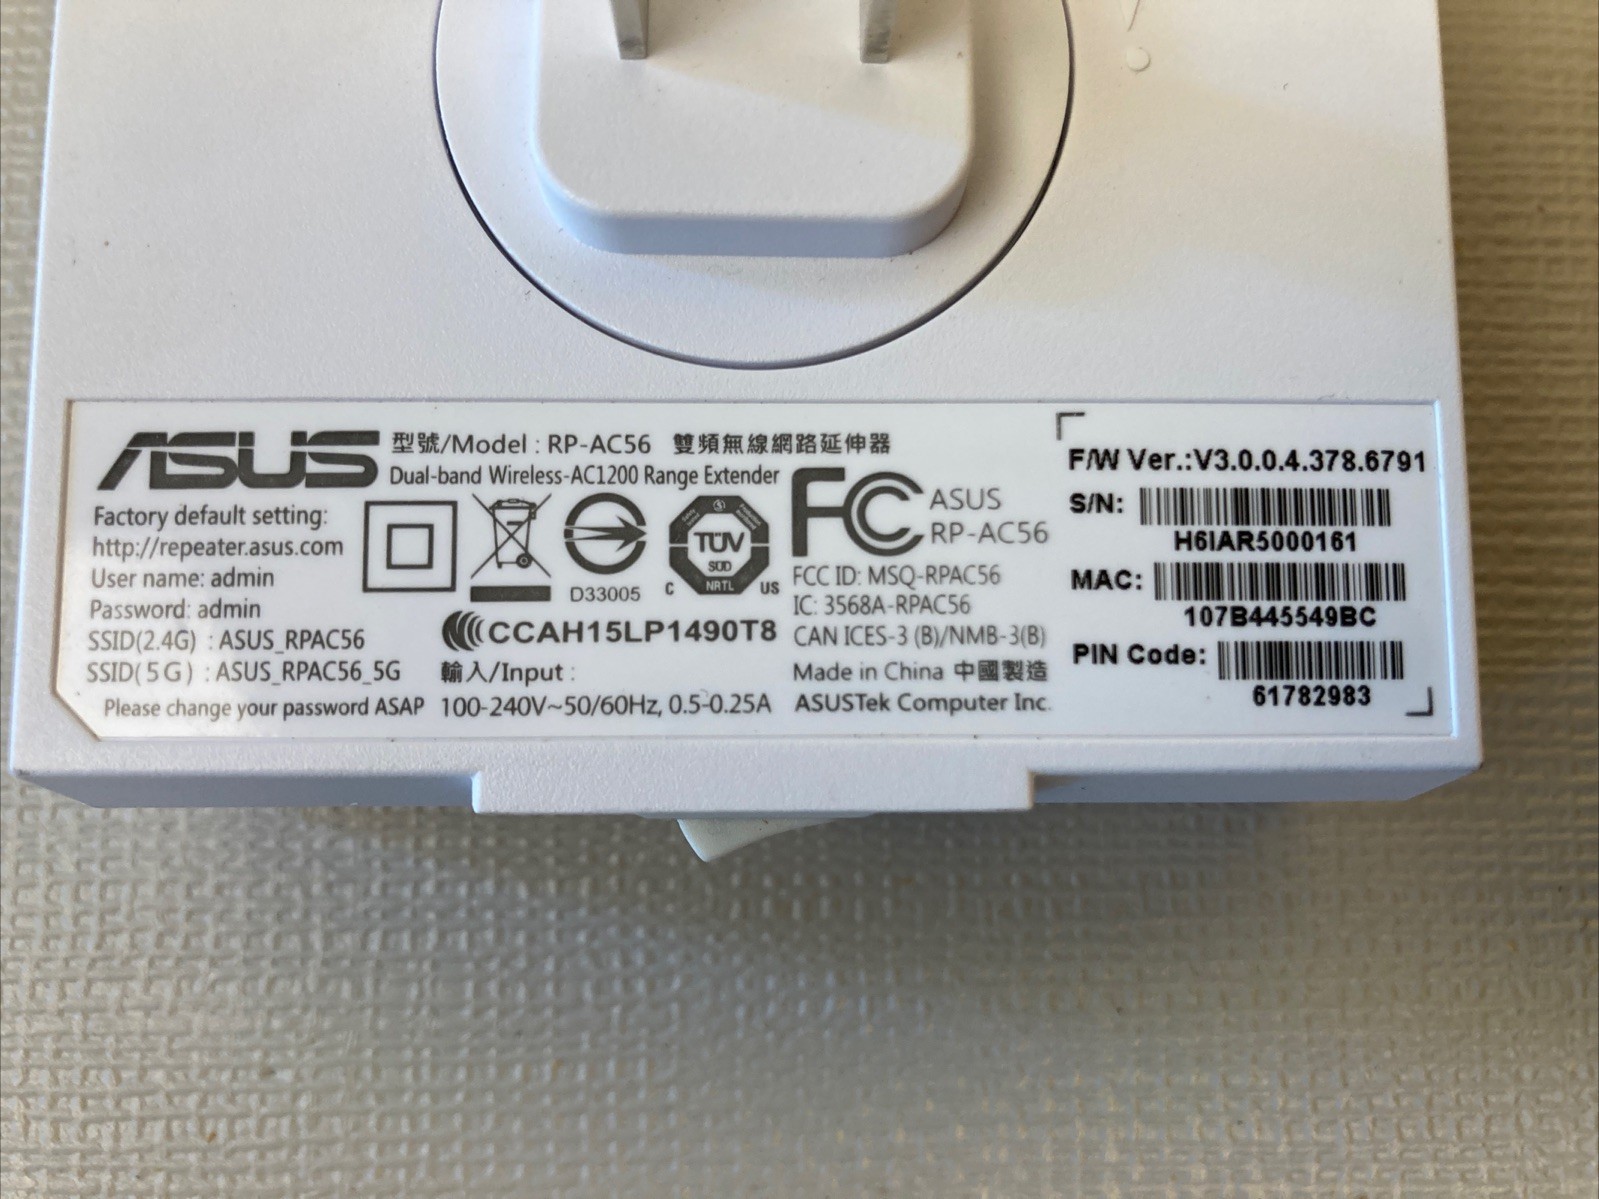 ASUS
型號/Model : RP-AC56 雙頻無線網路延伸器
Dual-band Wireless-AC1200 Range Extender
Factory default setting:
http://repeater.asus.com
User name: admin
Password: admin
SSID(2.4G) : ASUS_RPAC56
SSID(5G) : ASUS_RPAC56_5G
Please change your password ASAP
D33005
TÜV
SÜD
NRTL
C US
CCAH15LP1490T8
輸入/Input :
100-240V~50/60Hz, 0.5-0.25A
FC ASUS
RP-AC56
FCC ID: MSQ-RPAC56
IC: 3568A-RPAC56
CAN ICES-3 (B)/NMB-3(B)
Made in China 中國製造
ASUSTek Computer Inc.
F/W Ver.:V3.0.0.4.378.6791
S/N:
H6IAR5000161
MAC:
107B445549BC
PIN Code:
61782983